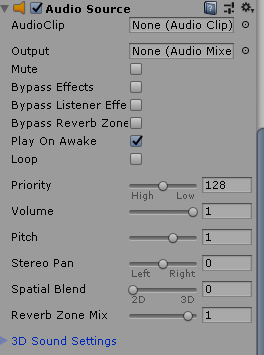 Audio Source
AudioClip None (Audio Clip)
Output None (Audio Mixe
Mute
Bypass Effects
Bypass Listener Effe
Bypass Reverb Zone
Play On Awake
Loop
Priority 128
High Low
Volume 1
Pitch 1
Stereo Pan 0
Left Right
Spatial Blend 0
2D 3D
Reverb Zone Mix 1
3D Sound Settings